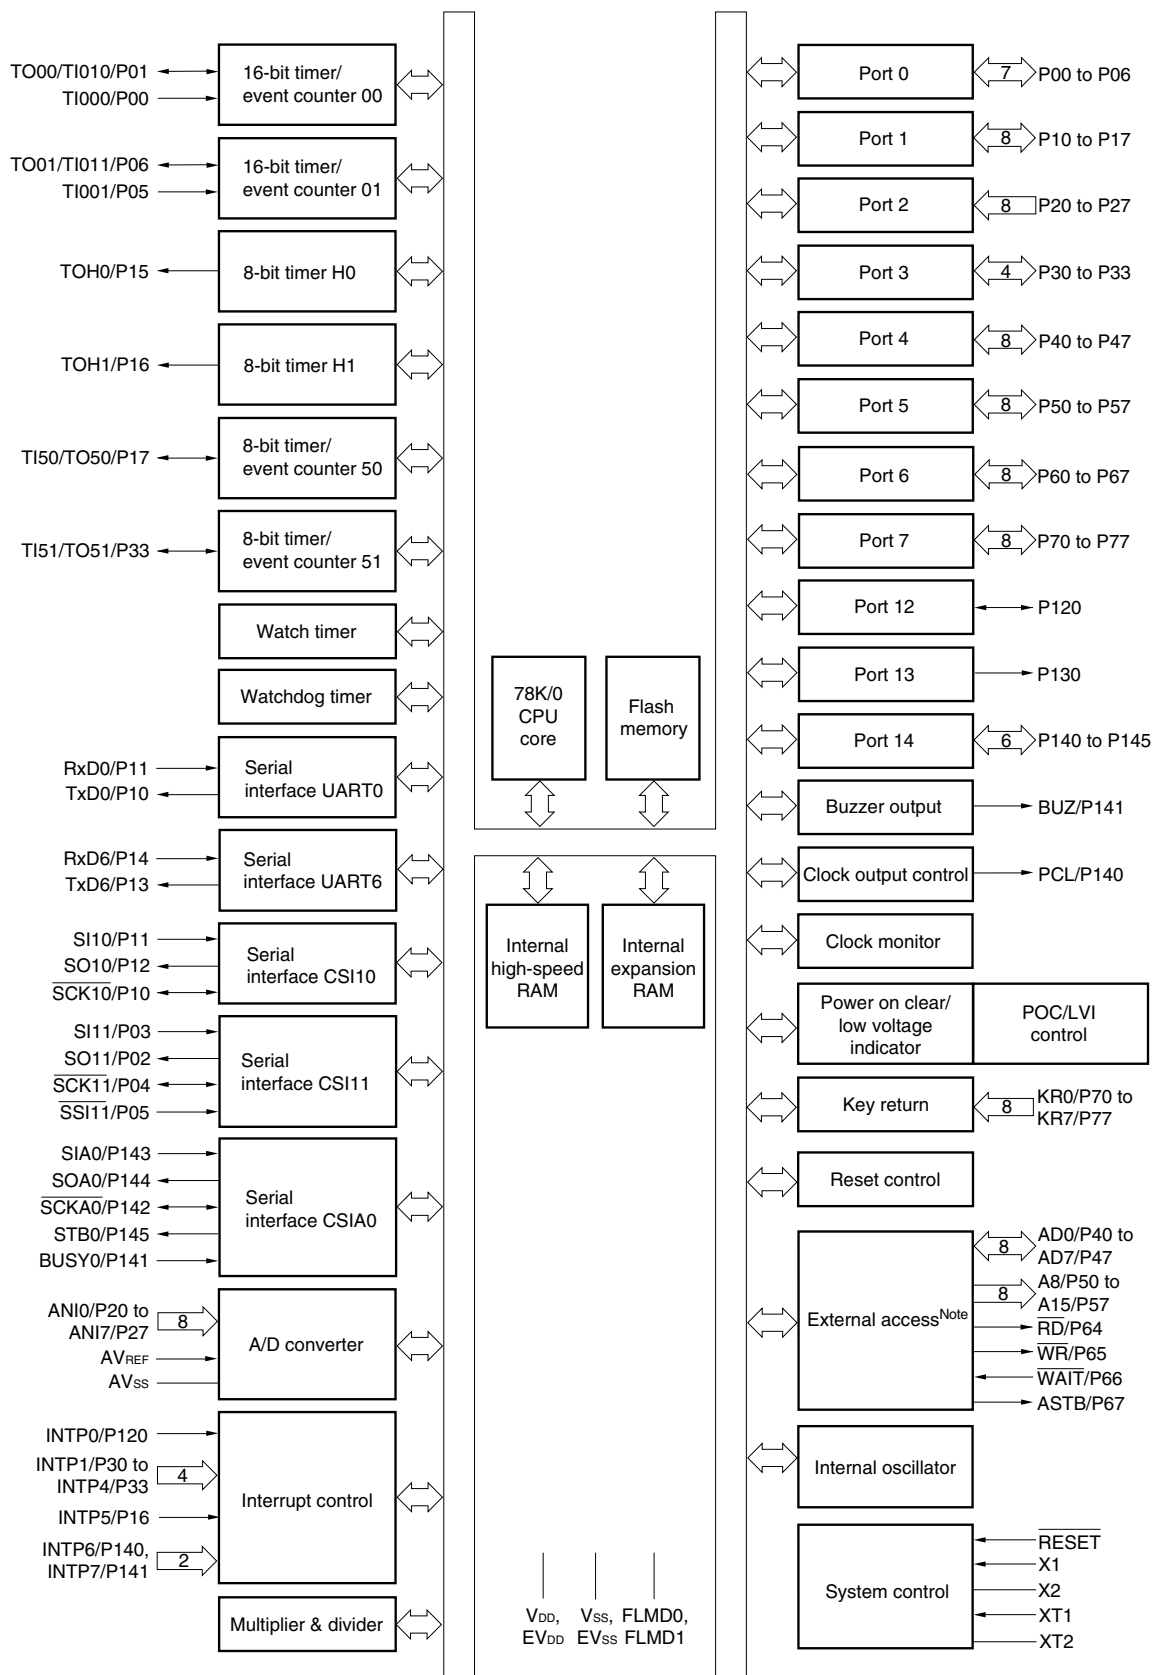 TO00/TI010/P01
TI000/P00
16-bit timer/
event counter 00
TO01/TI011/P06
TI001/P05
16-bit timer/
event counter 01
TOH0/P15
8-bit timer H0
TOH1/P16
8-bit timer H1
TI50/TO50/P17
8-bit timer/
event counter 50
TI51/TO51/P33
8-bit timer/
event counter 51
Watch timer
Watchdog timer
RxD0/P11
TxD0/P10
Serial
interface UART0
RxD6/P14
TxD6/P13
Serial
interface UART6
SI10/P11
SO10/P12
SCK10/P10
Serial
interface CSI10
SI11/P03
SO11/P02
SCK11/P04
SSI11/P05
Serial
interface CSI11
SIA0/P143
SOA0/P144
SCKA0/P142
STB0/P145
BUSY0/P141
Serial
interface CSIA0
ANI0/P20 to
ANI7/P27
8
AVREF
AVSS
A/D converter
INTP0/P120
INTP1/P30 to
INTP4/P33
4
INTP5/P16
INTP6/P140,
INTP7/P141
2
Interrupt control
Multiplier & divider
78K/0
CPU
core
Flash
memory
Internal
high-speed
RAM
Internal
expansion
RAM
VDD,
EVDD
VSS,
EVSS
FLMD0,
FLMD1
Port 0
7
P00 to P06
Port 1
8
P10 to P17
Port 2
8
P20 to P27
Port 3
4
P30 to P33
Port 4
8
P40 to P47
Port 5
8
P50 to P57
Port 6
8
P60 to P67
Port 7
8
P70 to P77
Port 12
P120
Port 13
P130
Port 14
6
P140 to P145
Buzzer output
BUZ/P141
Clock output control
PCL/P140
Clock monitor
Power on clear/
low voltage
indicator
POC/LVI
control
Key return
8
KR0/P70 to
KR7/P77
Reset control
External accessNote
8
AD0/P40 to
AD7/P47
8
A8/P50 to
A15/P57
RD/P64
WR/P65
WAIT/P66
ASTB/P67
Internal oscillator
System control
RESET
X1
X2
XT1
XT2